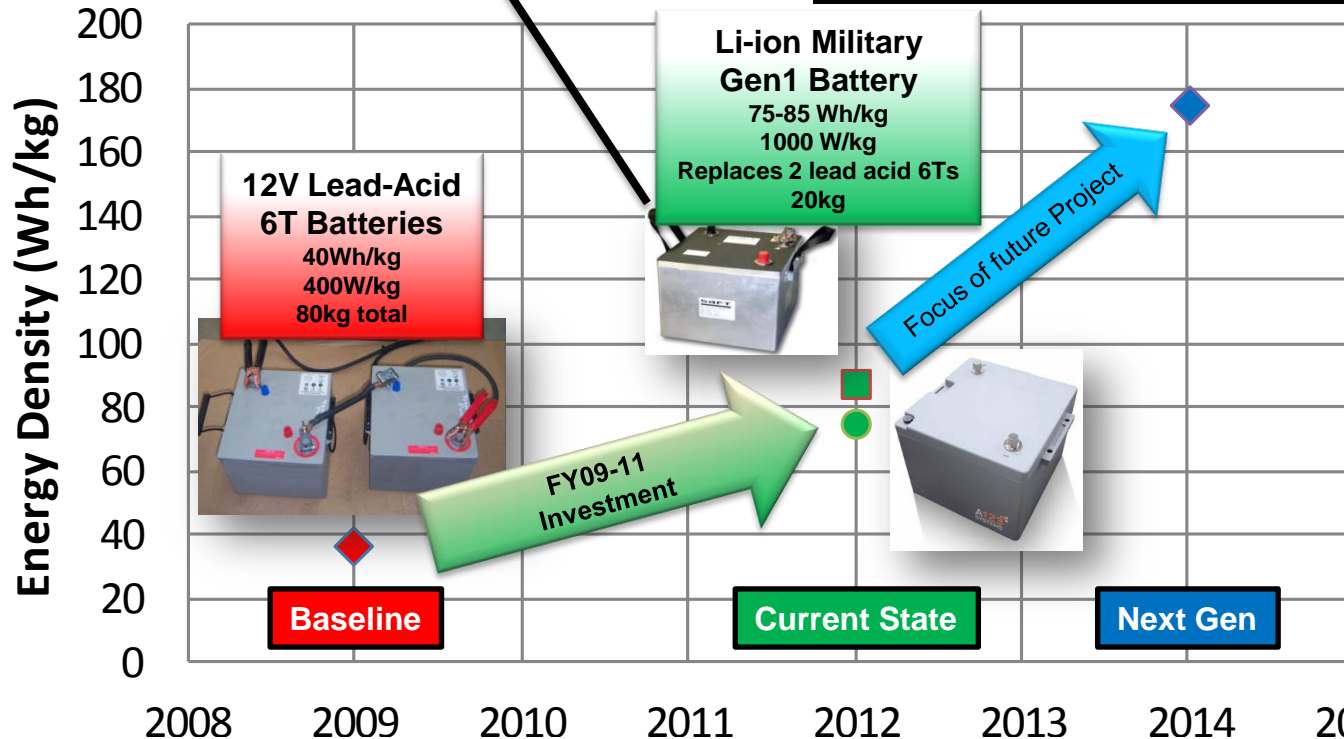 Energy Density (Wh/kg)
200
180
160
140
120
100
80
60
40
20
0
12V Lead-Acid
6T Batteries
40Wh/kg
400W/kg
80kg total
Li-ion Military
Gen1 Battery
75-85 Wh/kg
1000 W/kg
Replaces 2 lead acid 6Ts
20kg
saft
Focus of future Project
FY09-11
Investment
A123
SYSTEMS
Baseline
Current State
Next Gen
2008
2009
2010
2011
2012
2013
2014